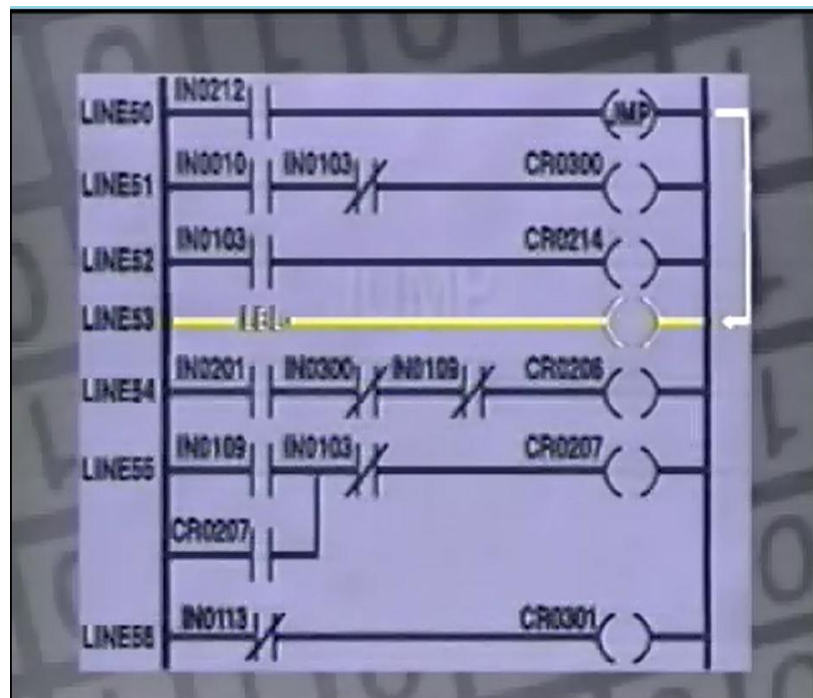 IN0212
LINE50 JMP
IN0010 IN0103 CR0300
LINE51
IN0103 CR0214
LINE52
JUMP
LINE53 LBL
IN0201 IN0300 IN0109 CR0206
LINE54
IN0109 IN0103 CR0207
LINE55
CR0207
IN0113 CR0301
LINE56